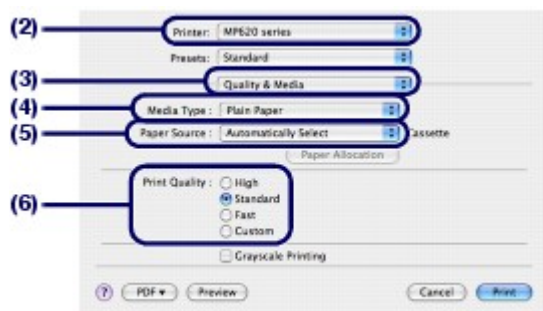 (2) Printer: MP620 series
Presets: Standard
(3) Quality & Media
(4) Media Type : Plain Paper
(5) Paper Source : Automatically Select Cassette
Paper Allocation
(6) Print Quality : High
Standard
Fast
Custom
Grayscale Printing
? PDF ▾ Preview Cancel Print